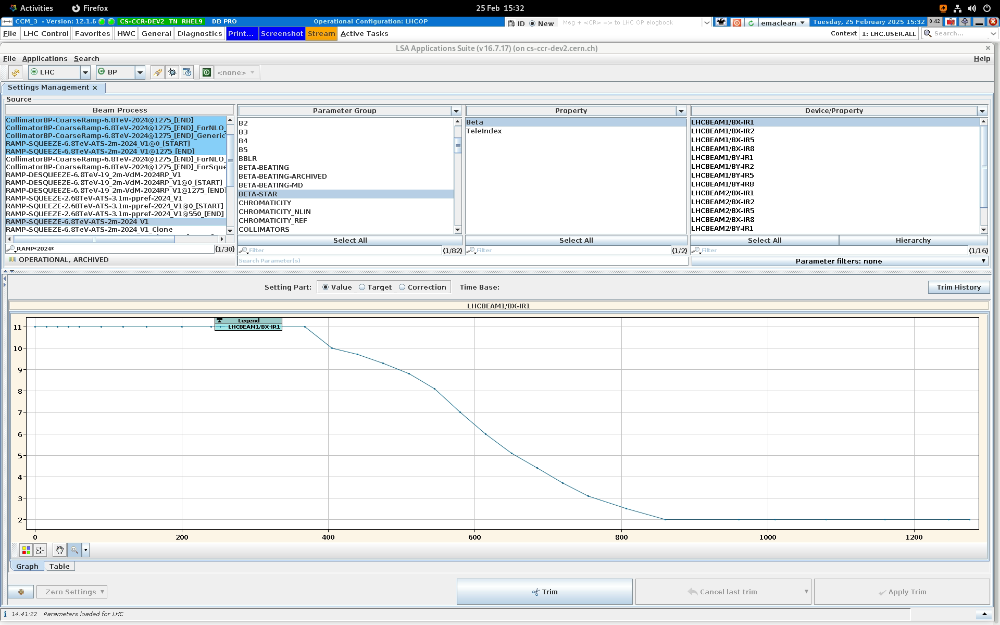 Activities Firefox 25 Feb 15:32
CCM_3 - Version: 12.1.6 CS-CCR-DEV2 TN RHEL9 DB PRO Operational Configuration: LHCOP ID New Msg + <CR> => to LHC OP elogbook emaclean Tuesday, 25 February 2025 15:32 0.42
File LHC Control Favorites HWC General Diagnostics Print... Screenshot Stream Active Tasks Context 1: LHC.USER.ALL Search...
LSA Applications Suite (v 16.7.17) (on cs-ccr-dev2.cern.ch)
File Applications Search Help
LHC BP <none>
Settings Management
Source
Beam Process
CollimatorBP-CoarseRamp-6.8TeV-2024@1275_[END]
CollimatorBP-CoarseRamp-6.8TeV-2024@1275_[END]_ForNLO_
CollimatorBP-CoarseRamp-6.8TeV-2024@1275_[END]_Generic
RAMP-SQUEEZE-6.8TeV-ATS-2m-2024_V1@0_[START]
RAMP-SQUEEZE-6.8TeV-ATS-2m-2024_V1@1275_[END]
CollimatorBP-CoarseRamp-6.8TeV-2024@1275_[END]_ForNLO_
CollimatorBP-CoarseRamp-6.8TeV-2024@1275_[END]_ForSque
RAMP-DESQUEEZE-6.8TeV-19_2m-VdM-2024RP_V1
RAMP-DESQUEEZE-6.8TeV-19_2m-VdM-2024RP_V1@0_[START]
RAMP-DESQUEEZE-6.8TeV-19_2m-VdM-2024RP_V1@1275_[END]
RAMP-SQUEEZE-2.68TeV-ATS-3.1m-ppref-2024_V1
RAMP-SQUEEZE-2.68TeV-ATS-3.1m-ppref-2024_V1@0_[START]
RAMP-SQUEEZE-2.68TeV-ATS-3.1m-ppref-2024_V1@550_[END]
RAMP-SQUEEZE-6.8TeV-ATS-2m-2024_V1
RAMP-SQUEEZE-6.8TeV-ATS-2m-2024_V1_Clone
RAMP*2024* (1/30)
OPERATIONAL, ARCHIVED
Parameter Group
B2
B3
B4
B5
BBLR
BETA-BEATING
BETA-BEATING-ARCHIVED
BETA-BEATING-MD
BETA-STAR
CHROMATICITY
CHROMATICITY_NLIN
CHROMATICITY_REF
COLLIMATORS
Select All
Filter (1/82)
Search Parameter(s)
Property
Beta
TeleIndex
Select All
Filter (1/2)
Device/Property
LHCBEAM1/BX-IR1
LHCBEAM1/BX-IR2
LHCBEAM1/BX-IR5
LHCBEAM1/BX-IR8
LHCBEAM1/BY-IR1
LHCBEAM1/BY-IR2
LHCBEAM1/BY-IR5
LHCBEAM1/BY-IR8
LHCBEAM2/BX-IR1
LHCBEAM2/BX-IR2
LHCBEAM2/BX-IR5
LHCBEAM2/BX-IR8
LHCBEAM2/BY-IR1
Select All Hierarchy
Filter (1/16)
Parameter filters: none
Setting Part: Value Target Correction Time Base: Trim History
LHCBEAM1/BX-IR1
Legend
LHCBEAM1/BX-IR1
11
10
9
8
7
6
5
4
3
2
0 200 400 600 800 1000 1200
Graph Table
Zero Settings Trim Cancel last trim Apply Trim
14:41:22 Parameters loaded for LHC